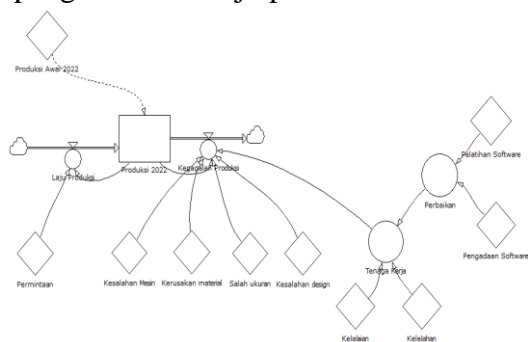 Produksi Awal 2022
Pelatihan Software
Produksi 2022
Kegagalan Produksi
Laju Produksi
Perbaikan
Pengadaan Software
Tenaga Kerja
Permintaan
Kesalahan Mesin
Kerusakan material
Salah ukuran
Kesalahan design
Kelalaian
Kelelahan